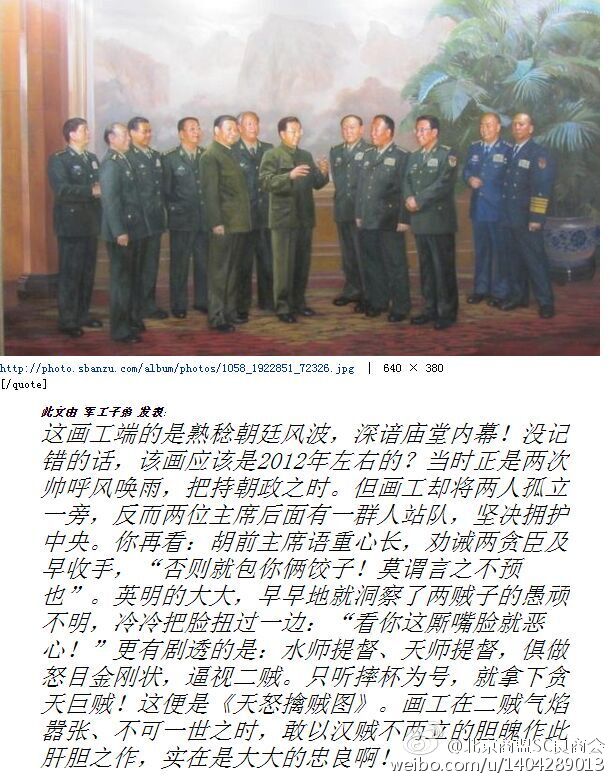 http://photo.sbanzu.com/album/photos/1058_1922851_72326.jpg | 640 × 380
[/quote]
此文由 军工子弟 发表:
这画工端的是熟稔朝廷风波，深谙庙堂内幕！没记
错的话，该画应该是2012年左右的？当时正是两次
帅呼风唤雨，把持朝政之时。但画工却将两人孤立
一旁，反而两位主席后面有一群人站队，坚决拥护
中央。你再看：胡前主席语重心长，劝诫两贪臣及
早收手，“否则就包你俩饺子！莫谓言之不预
也”。英明的大大，早早地就洞察了两贼子的愚顽
不明，冷冷把脸扭过一边：“看你这厮嘴脸就恶
心！”更有剧透的是：水师提督、天师提督，俱做
怒目金刚状，逼视二贼。只听摔杯为号，就拿下贪
天巨贼！这便是《天怒擒贼图》。画工在二贼气焰
嚣张、不可一世之时，敢以汉贼不两立的胆魄作此
肝胆之作，实在是大大的忠良啊！
@北京商盟SC良商会
weibo.com/u/1404289013